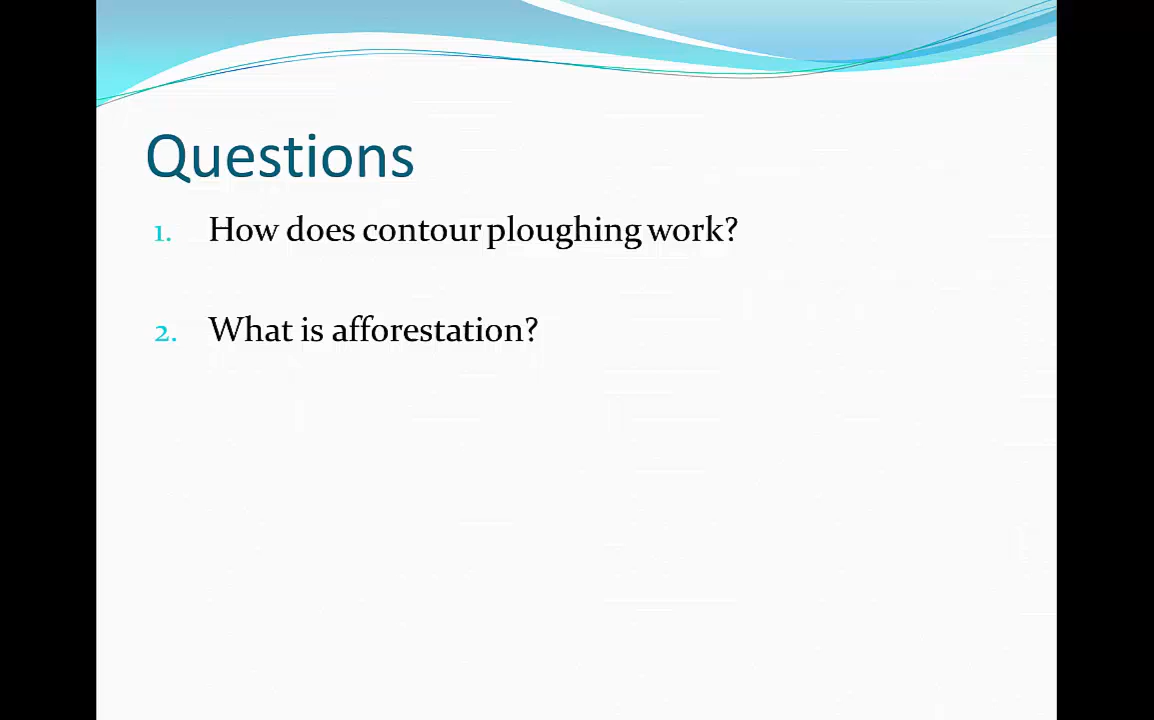 Questions
1. How does contour ploughing work?
2. What is afforestation?